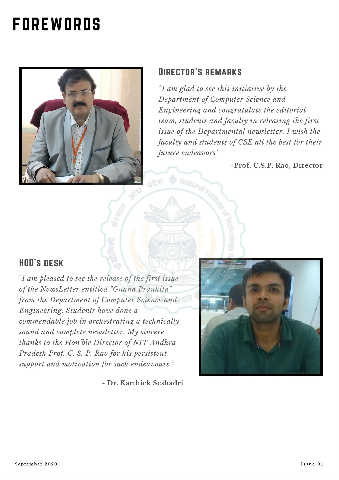 FOREWORDS
DIRECTOR'S REMARKS
"I am glad to see this initiative by the
Department of Computer Science and
Engineering and congratulate the editorial
team, students and faculty in releasing the first
issue of the Departmental newsletter. I wish the
faculty and students of CSE all the best for their
future endeavors"
-Prof. C.S.P. Rao, Director
HOD'S DESK
"I am pleased to see the release of the first issue
of the NewsLetter entitled
from the Department of Computer Science and
Engineering. Students have done a
commendable job in orchestrating a technically
sound and complete newsletter. My sincere
thanks to the Hon'ble Director of NIT Andhra
Pradesh Prof. C. S. P. Rao for his persistent
support and motivation for such endeavours."
- Dr. Karthick Seshadri
September 2020